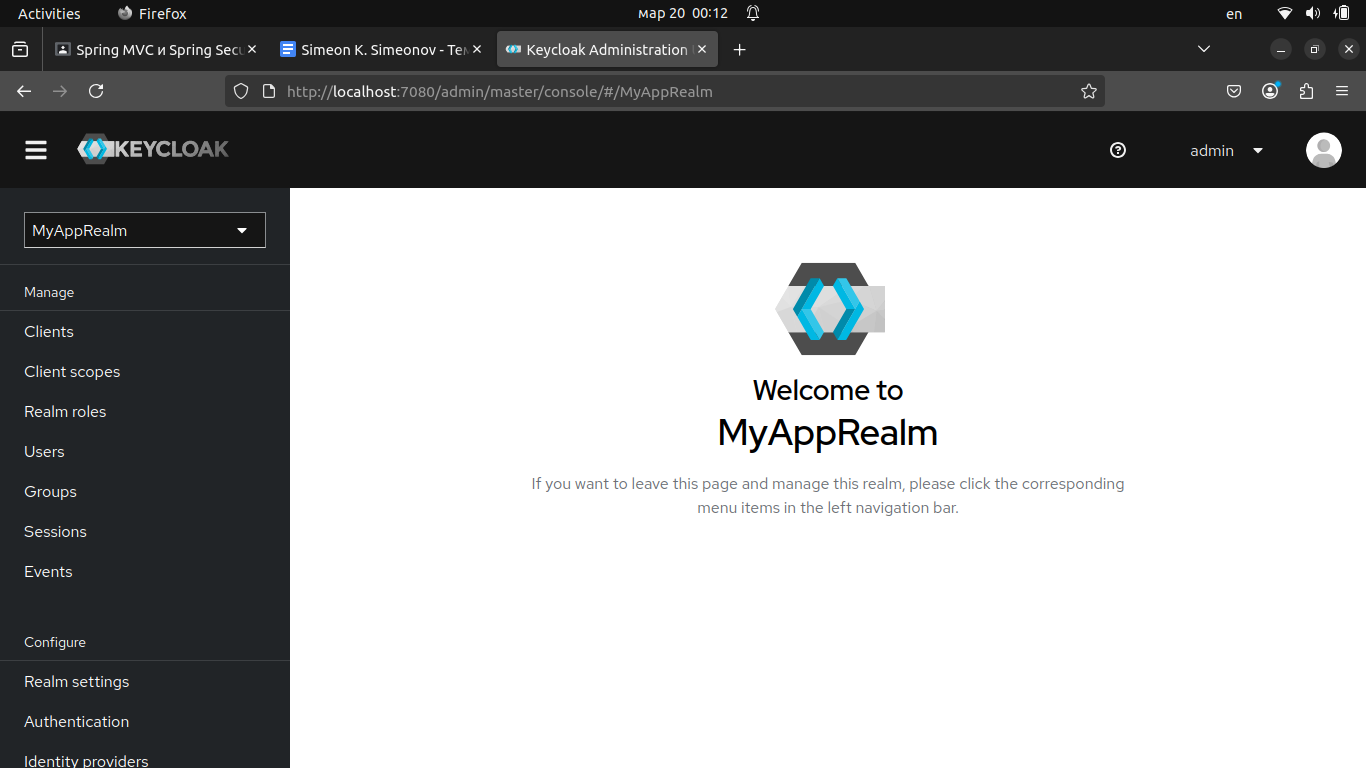 Activities
Firefox
мар 20 00:12
en
Spring MVC и Spring Secu
Simeon K. Simeonov - Тем
Keycloak Administration
http://localhost:7080/admin/master/console/#/MyAppRealm
KEYCLOAK
admin
MyAppRealm
Manage
Clients
Client scopes
Realm roles
Users
Groups
Sessions
Events
Configure
Realm settings
Authentication
Identity providers
Welcome to
MyAppRealm
If you want to leave this page and manage this realm, please click the corresponding
menu items in the left navigation bar.